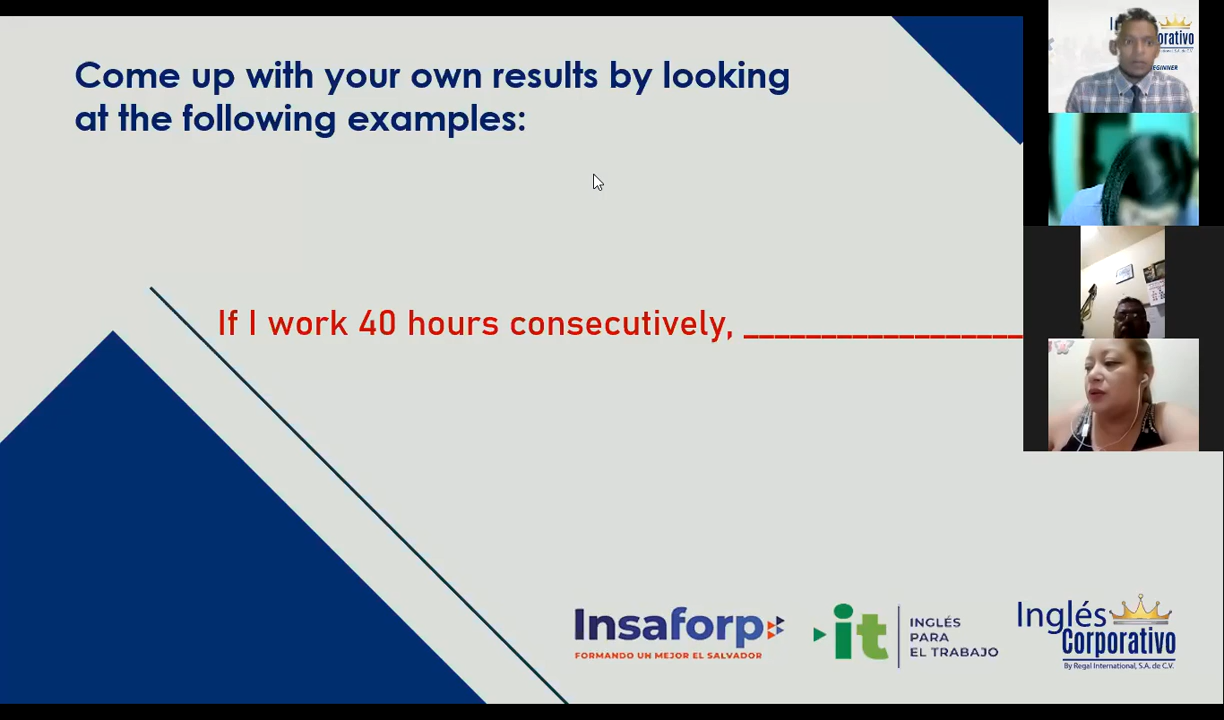 Come up with your own results by looking
at the following examples:
If I work 40 hours consecutively, __________________
Insaforp
FORMANDO UN MEJOR EL SALVADOR
it
INGLÉS
PARA
EL TRABAJO
Inglés
Corporativo
By Regal International, S.A. de C.V.